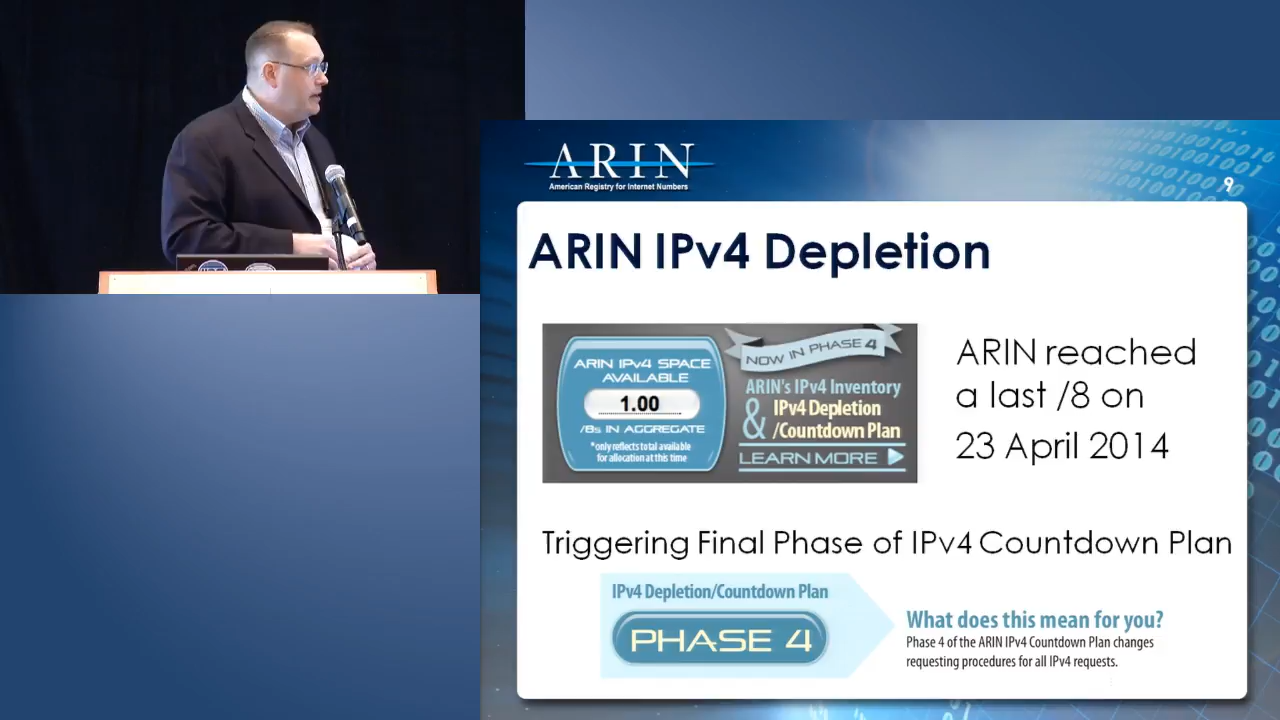 ARIN
American Registry for Internet Numbers
9
ARIN IPv4 Depletion
ARIN IPv4 SPACE
AVAILABLE
1.00
/8s IN AGGREGATE
*only reflects total available
for allocation at this time
NOW IN PHASE 4
ARIN's IPv4 Inventory
& IPv4 Depletion
/Countdown Plan
LEARN MORE
ARIN reached
a last /8 on
23 April 2014
Triggering Final Phase of IPv4 Countdown Plan
IPv4 Depletion/Countdown Plan
PHASE 4
What does this mean for you?
Phase 4 of the ARIN IPv4 Countdown Plan changes
requesting procedures for all IPv4 requests.